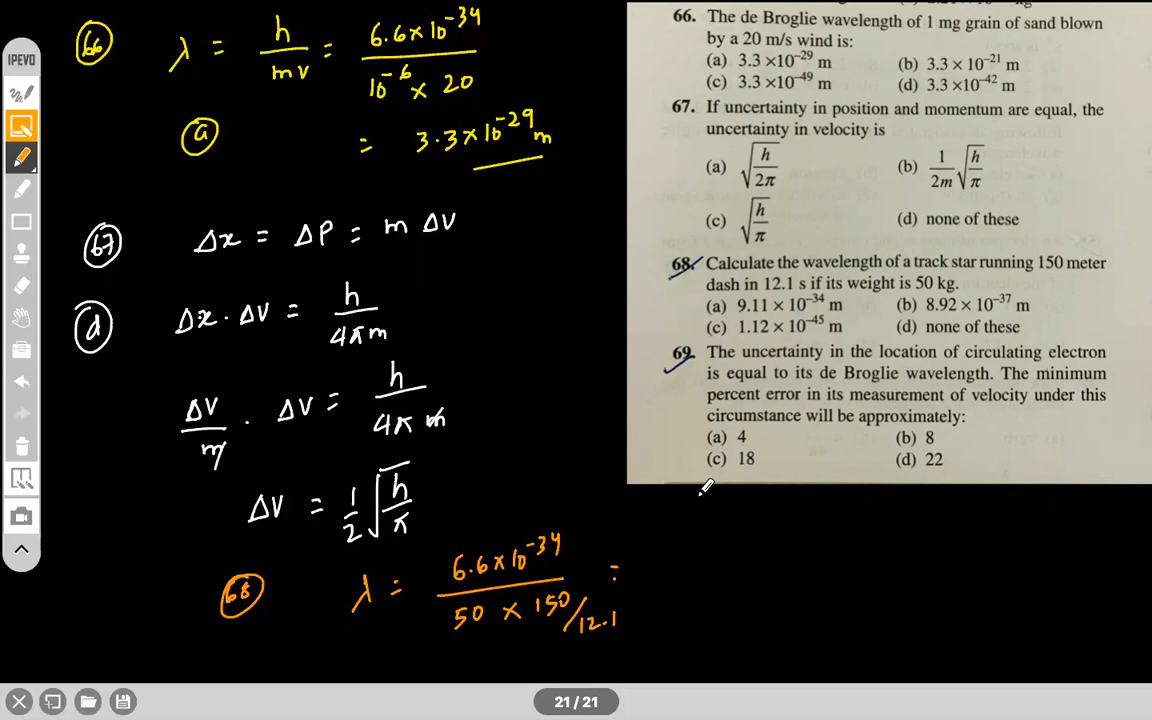 IPEVO
66
λ = h / mv = 6.6 × 10⁻³⁴ / 10⁻⁶ × 20
a
= 3.3 × 10⁻²⁹ m
67
Δx = ΔP = m ΔV
d
Δx · ΔV = h / 4πm
ΔV / m · ΔV = h / 4πm
ΔV = 1/2 √(h/π)
68
λ = 6.6 × 10⁻³⁴ / 50 × 150/12.1 =
66. The de Broglie wavelength of 1 mg grain of sand blown
by a 20 m/s wind is:
(a) 3.3 ×10⁻²⁹ m (b) 3.3 × 10⁻²¹ m
(c) 3.3 ×10⁻⁴⁹ m (d) 3.3 ×10⁻⁴² m
67. If uncertainty in position and momentum are equal, the
uncertainty in velocity is
(a) √(h/2π) (b) 1/2m √(h/π)
(c) √(h/π) (d) none of these
68. Calculate the wavelength of a track star running 150 meter
dash in 12.1 s if its weight is 50 kg.
(a) 9.11 × 10⁻³⁴ m (b) 8.92 × 10⁻³⁷ m
(c) 1.12 × 10⁻⁴⁵ m (d) none of these
69. The uncertainty in the location of circulating electron
is equal to its de Broglie wavelength. The minimum
percent error in its measurement of velocity under this
circumstance will be approximately:
(a) 4 (b) 8
(c) 18 (d) 22
21 / 21